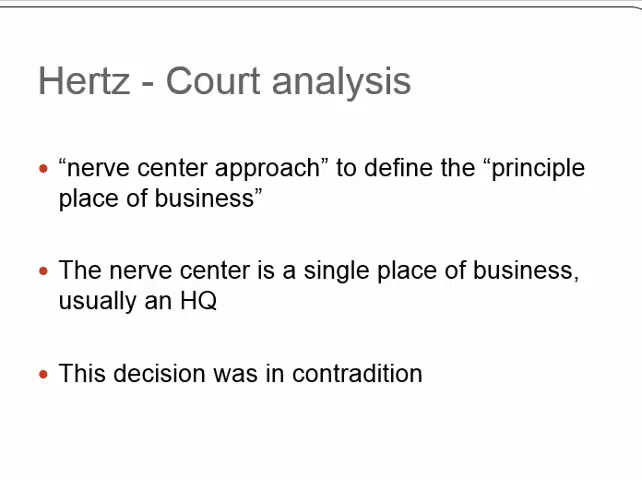 Hertz - Court analysis
“nerve center approach” to define the “principle
place of business”
The nerve center is a single place of business,
usually an HQ
This decision was in contradition